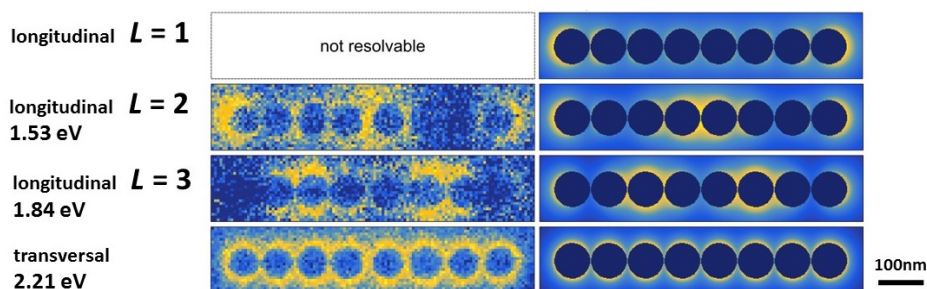 longitudinal L = 1
not resolvable
longitudinal L = 2
1.53 eV
longitudinal L = 3
1.84 eV
transversal
2.21 eV
100nm